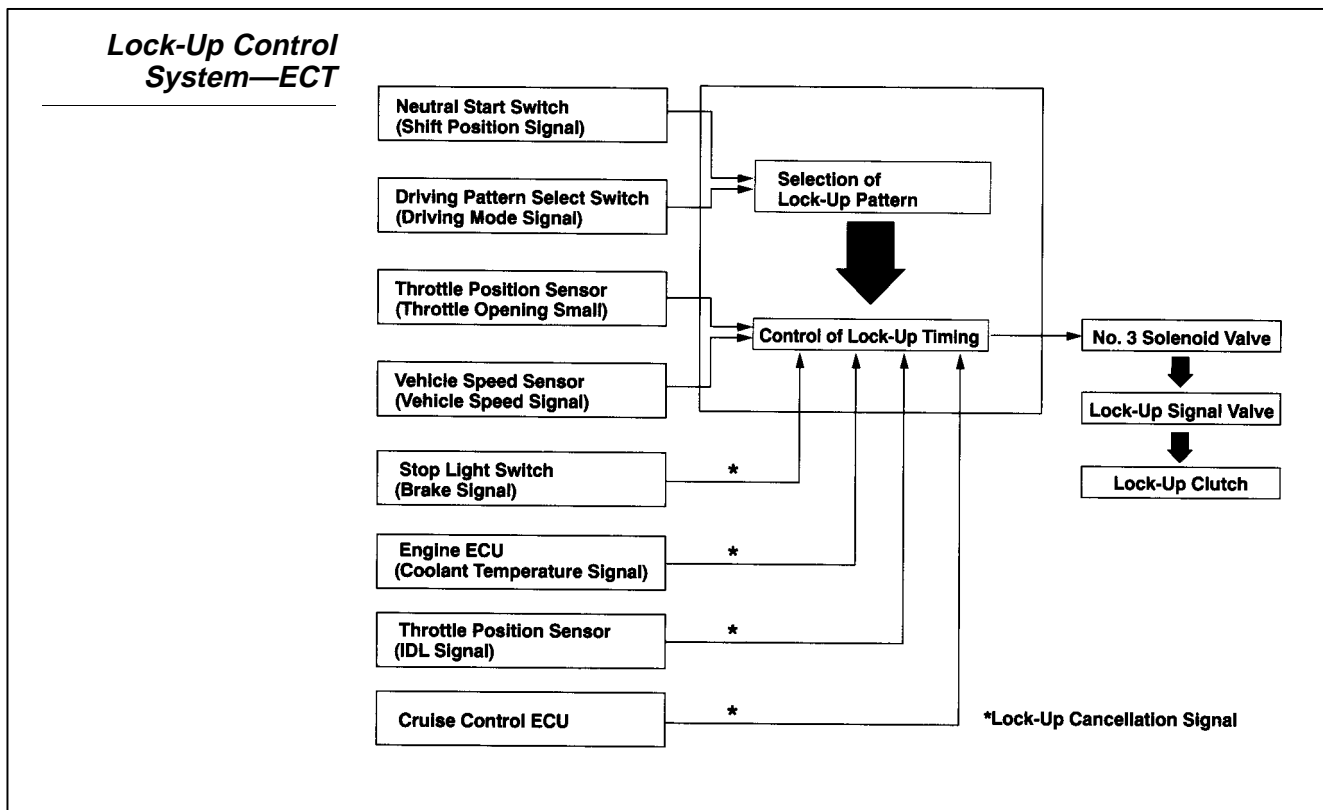 Lock-Up Control
System—ECT
Neutral Start Switch
(Shift Position Signal)
Driving Pattern Select Switch
(Driving Mode Signal)
Throttle Position Sensor
(Throttle Opening Small)
Vehicle Speed Sensor
(Vehicle Speed Signal)
Stop Light Switch
(Brake Signal)
Engine ECU
(Coolant Temperature Signal)
Throttle Position Sensor
(IDL Signal)
Cruise Control ECU
*
*
*
*
Selection of
Lock-Up Pattern
Control of Lock-Up Timing
No. 3 Solenoid Valve
Lock-Up Signal Valve
Lock-Up Clutch
*Lock-Up Cancellation Signal